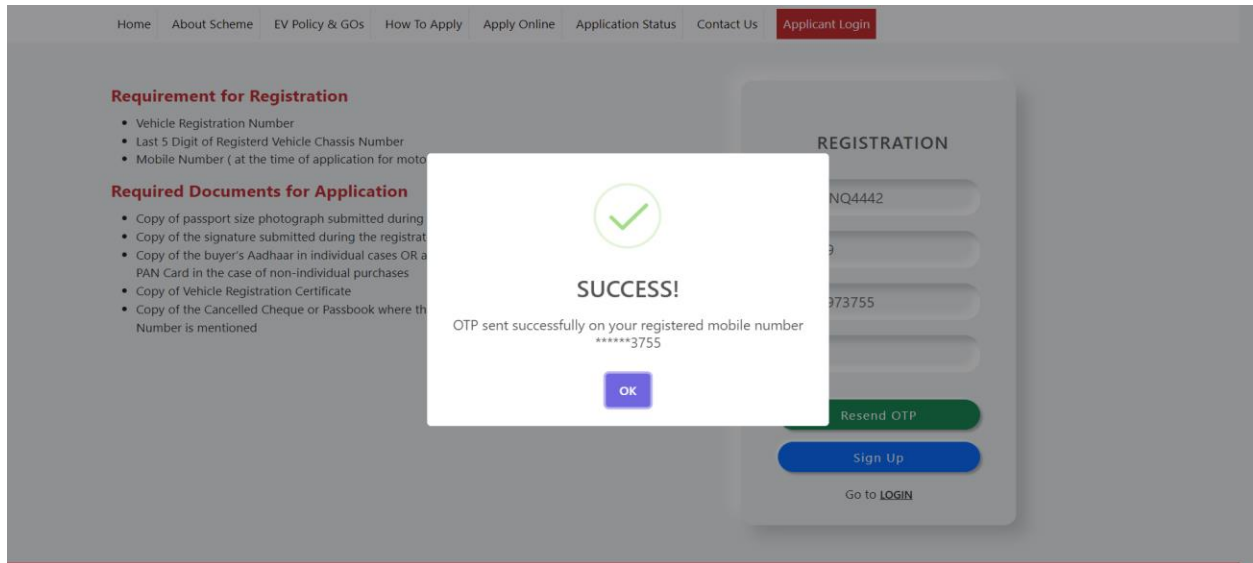 Home About Scheme EV Policy & GOs How To Apply Apply Online Application Status Contact Us Applicant Login
Requirement for Registration
• Vehicle Registration Number
• Last 5 Digit of Registerd Vehicle Chassis Number
• Mobile Number ( at the time of application for moto
Required Documents for Application
• Copy of passport size photograph submitted during
• Copy of the signature submitted during the registrat
• Copy of the buyer's Aadhaar in individual cases OR a
PAN Card in the case of non-individual purchases
• Copy of Vehicle Registration Certificate
• Copy of the Cancelled Cheque or Passbook where th
Number is mentioned
SUCCESS!
OTP sent successfully on your registered mobile number
******3755
OK
REGISTRATION
NQ4442
9
973755
Resend OTP
Sign Up
Go to LOGIN